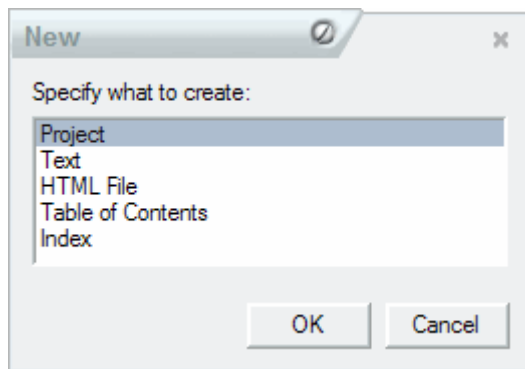 New
Specify what to create:
Project
Text
HTML File
Table of Contents
Index
OK
Cancel